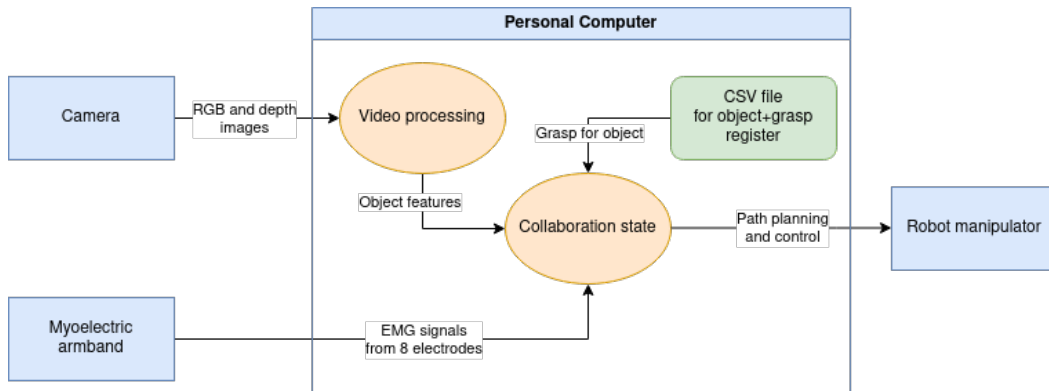 Personal Computer
Camera
RGB and depth
images
Video processing
CSV file
for object+grasp
register
Grasp for object
Object features
Collaboration state
Path planning
and control
Robot manipulator
Myoelectric
armband
EMG signals
from 8 electrodes